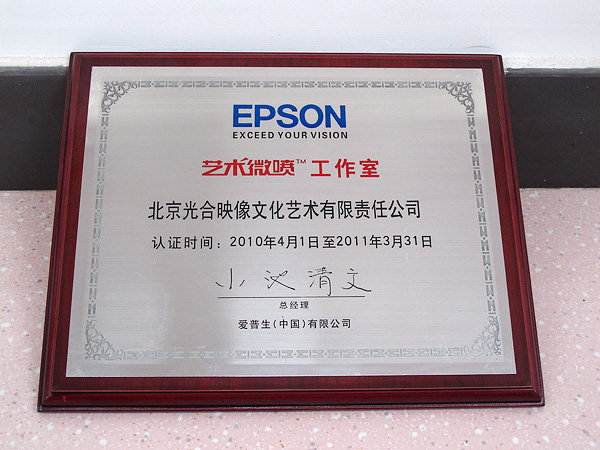 EPSON
EXCEED YOUR VISION
艺术微喷™工作室
北京光合映像文化艺术有限责任公司
认证时间：2010年4月1日至2011年3月31日
小池清文
总经理
爱普生(中国)有限公司